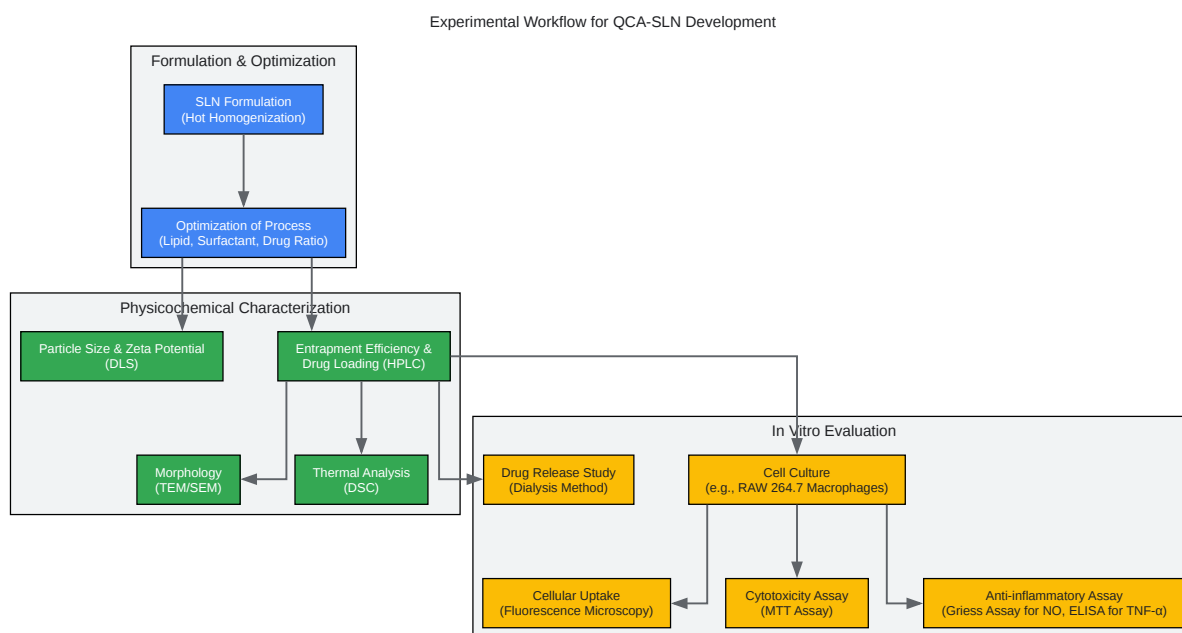 Experimental Workflow for QCA-SLN Development
Formulation & Optimization
SLN Formulation
(Hot Homogenization)
Optimization of Process
(Lipid, Surfactant, Drug Ratio)
Physicochemical Characterization
Particle Size & Zeta Potential
(DLS)
Entrapment Efficiency &
Drug Loading (HPLC)
Morphology
(TEM/SEM)
Thermal Analysis
(DSC)
In Vitro Evaluation
Drug Release Study
(Dialysis Method)
Cell Culture
(e.g., RAW 264.7 Macrophages)
Cellular Uptake
(Fluorescence Microscopy)
Cytotoxicity Assay
(MTT Assay)
Anti-inflammatory Assay
(Griess Assay for NO, ELISA for TNF-α)